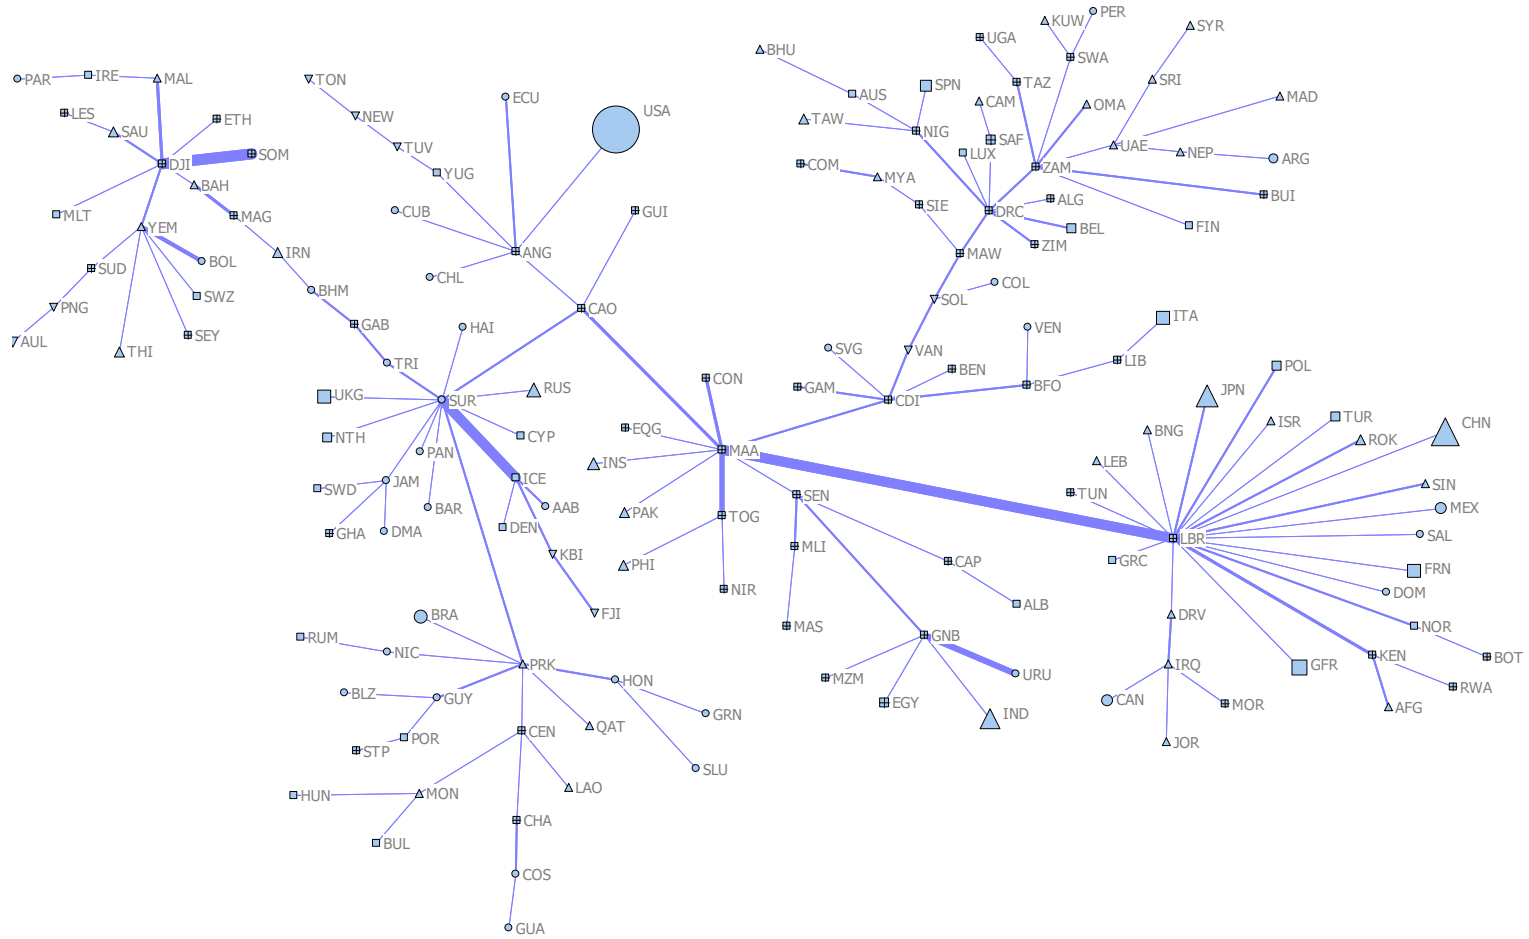 PER
KUW
SYR
UGA
BHU
SWA
PAR
IRE
MAL
TON
SPN
TAZ
SRI
ECU
AUS
CAM
OMA
MAD
USA
LES
ETH
NEW
TAW
SAU
NIG
SAF
TUV
UAE
NEP
ARG
SOM
LUX
DJI
COM
ZAM
YUG
MYA
BAH
BUI
ALG
MLT
MAG
CUB
GUI
SIE
DRC
YEM
BEL
FIN
ZIM
IRN
ANG
MAW
BOL
SUD
CHL
COL
BHM
SWZ
SOL
PNG
CAO
ITA
GAB
HAI
VEN
SEY
AUL
THI
SVG
VAN
LIB
TRI
BEN
POL
RUS
CON
GAM
BFO
JPN
UKG
SUR
CDI
TUR
ISR
CHN
EQG
BNG
NTH
CYP
ROK
PAN
MAA
INS
LEB
ICE
JAM
SIN
SWD
TUN
SEN
BAR
AAB
PAK
MEX
TOG
DMA
DEN
GHA
SAL
LBR
MLI
KBI
GRC
CAP
PHI
FRN
NIR
DOM
ALB
FJI
BRA
DRV
MAS
NOR
RUM
GNB
NIC
KEN
BOT
PRK
IRQ
GFR
URU
HON
MZM
RWA
BLZ
GUY
EGY
CAN
MOR
AFG
GRN
IND
QAT
CEN
POR
STP
JOR
SLU
LAO
HUN
MON
CHA
BUL
COS
GUA